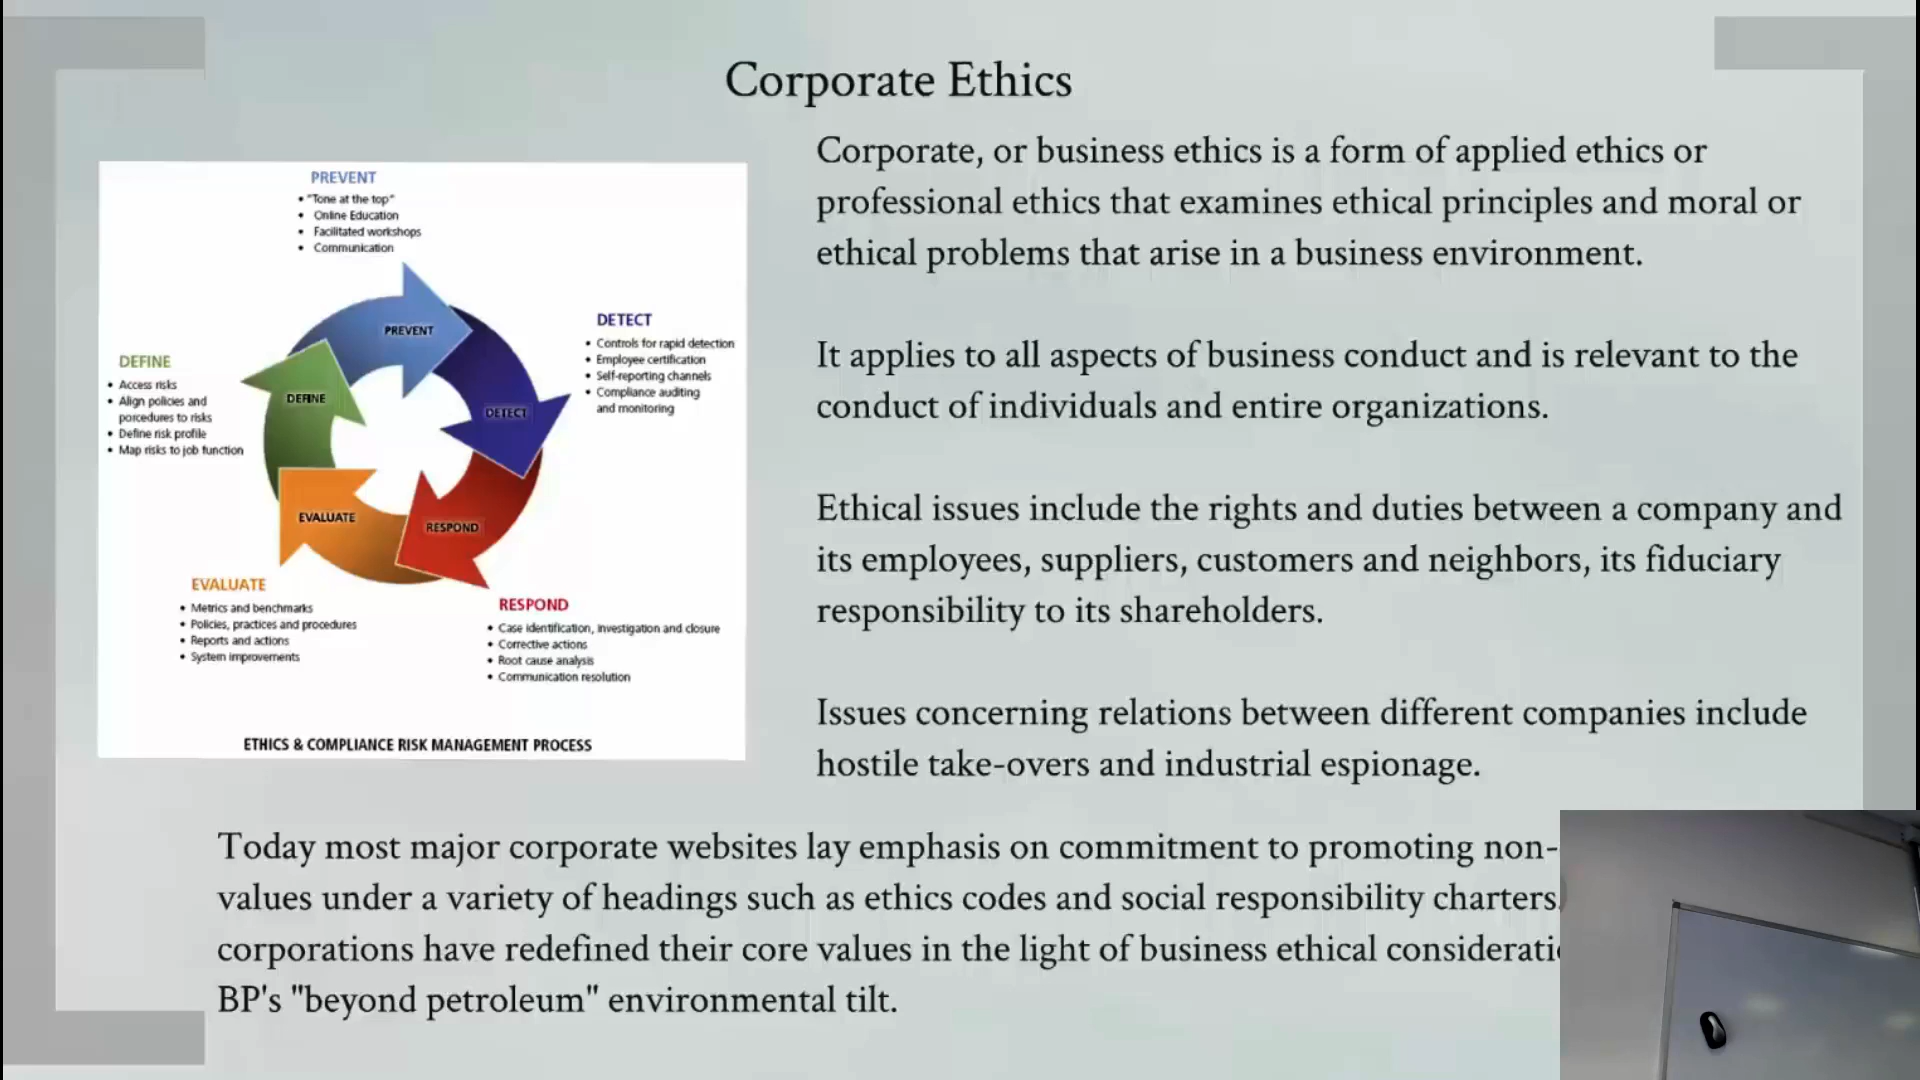 Corporate Ethics
PREVENT
• "Tone at the top"
• Online Education
• Facilitated workshops
• Communication
DEFINE
• Access risks
• Align policies and
porcedures to risks
• Define risk profile
• Map risks to job function
DETECT
• Controls for rapid detection
• Employee certification
• Self-reporting channels
• Compliance auditing
and monitoring
PREVENT
DEFINE
DETECT
EVALUATE
RESPOND
EVALUATE
• Metrics and benchmarks
• Policies, practices and procedures
• Reports and actions
• System improvements
RESPOND
• Case identification, investigation and closure
• Corrective actions
• Root cause analysis
• Communication resolution
ETHICS & COMPLIANCE RISK MANAGEMENT PROCESS
Corporate, or business ethics is a form of applied ethics or
professional ethics that examines ethical principles and moral or
ethical problems that arise in a business environment.
It applies to all aspects of business conduct and is relevant to the
conduct of individuals and entire organizations.
Ethical issues include the rights and duties between a company and
its employees, suppliers, customers and neighbors, its fiduciary
responsibility to its shareholders.
Issues concerning relations between different companies include
hostile take-overs and industrial espionage.
Today most major corporate websites lay emphasis on commitment to promoting non-
values under a variety of headings such as ethics codes and social responsibility charters.
corporations have redefined their core values in the light of business ethical
BP's "beyond petroleum" environmental tilt.